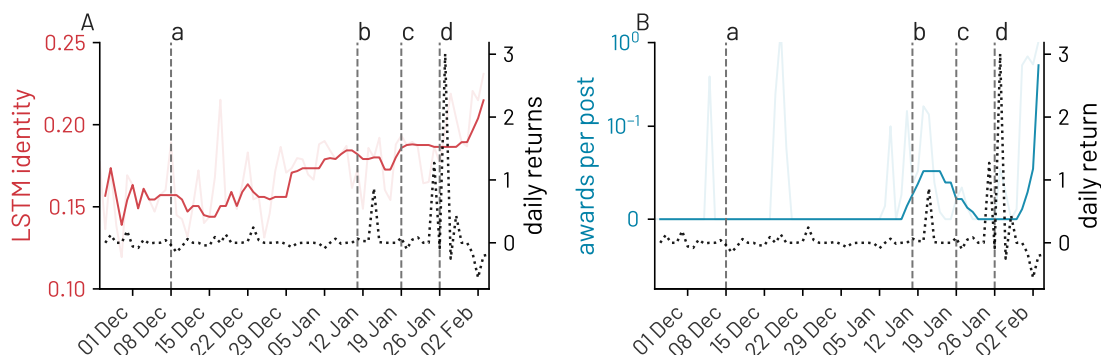 A
a
b
c
d
0.25
0.20
0.15
0.10
LSTM identity
3
2
1
0
daily returns
01 Dec
08 Dec
15 Dec
22 Dec
29 Dec
05 Jan
12 Jan
19 Jan
26 Jan
02 Feb
B
a
b
c
d
10⁰
10⁻¹
0
awards per post
3
2
1
0
daily return
01 Dec
08 Dec
15 Dec
22 Dec
29 Dec
05 Jan
12 Jan
19 Jan
26 Jan
02 Feb